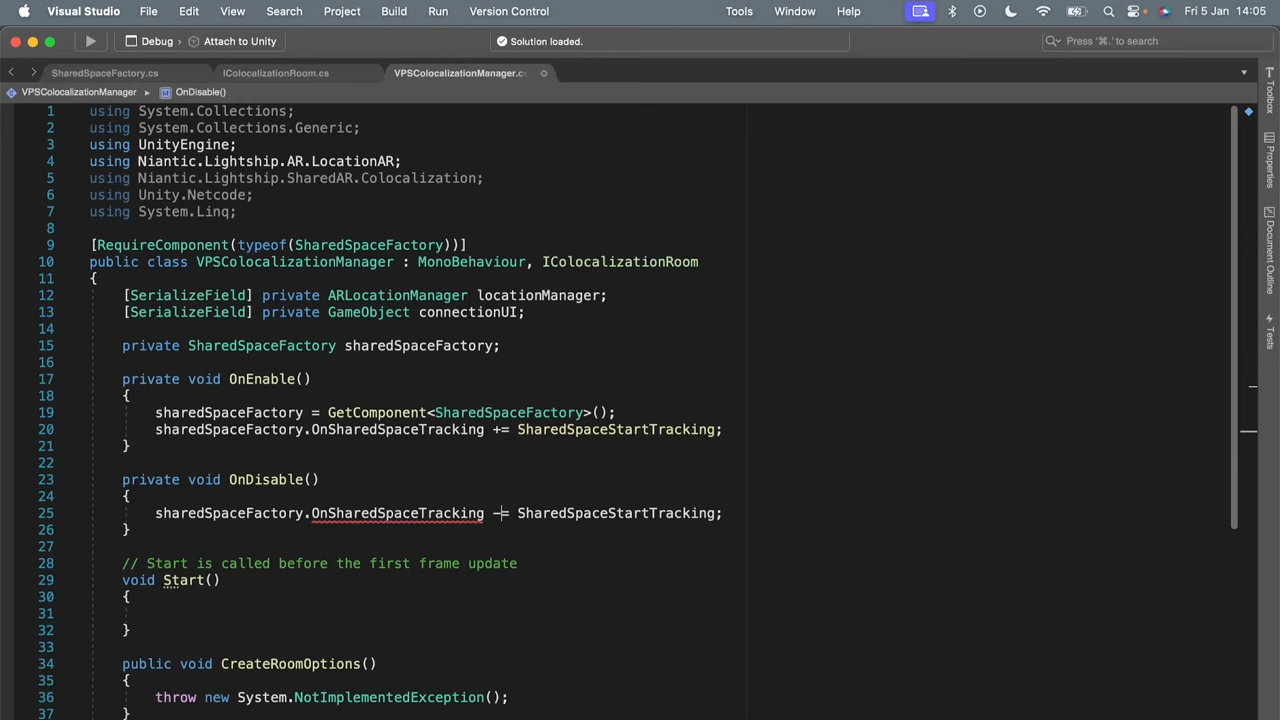 Visual Studio File Edit View Search Project Build Run Version Control Tools Window Help Fri 5 Jan 14:05
Debug > Attach to Unity Solution loaded. Press '⌘.' to search
SharedSpaceFactory.cs IColocalizationRoom.cs VPSColocalizationManager.c
VPSColocalizationManager OnDisable()
1 using System.Collections;
2 using System.Collections.Generic;
3 using UnityEngine;
4 using Niantic.Lightship.AR.LocationAR;
5 using Niantic.Lightship.SharedAR.Colocalization;
6 using Unity.Netcode;
7 using System.Linq;
8
9 [RequireComponent(typeof(SharedSpaceFactory))]
10 public class VPSColocalizationManager : MonoBehaviour, IColocalizationRoom
11 {
12 [SerializeField] private ARLocationManager locationManager;
13 [SerializeField] private GameObject connectionUI;
14
15 private SharedSpaceFactory sharedSpaceFactory;
16
17 private void OnEnable()
18 {
19 sharedSpaceFactory = GetComponent<SharedSpaceFactory>();
20 sharedSpaceFactory.OnSharedSpaceTracking += SharedSpaceStartTracking;
21 }
22
23 private void OnDisable()
24 {
25 sharedSpaceFactory.OnSharedSpaceTracking -= SharedSpaceStartTracking;
26 }
27
28 // Start is called before the first frame update
29 void Start()
30 {
31
32 }
33
34 public void CreateRoomOptions()
35 {
36 throw new System.NotImplementedException();
37 }
Toolbox
Properties
Document Outline
Tests